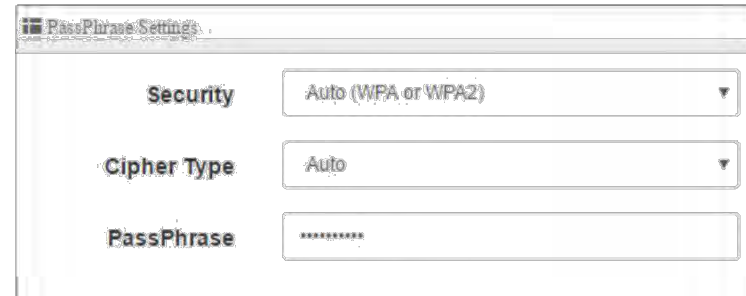 PassPhrase Settings
Security Auto (WPA or WPA2)
Cipher Type Auto
PassPhrase **********